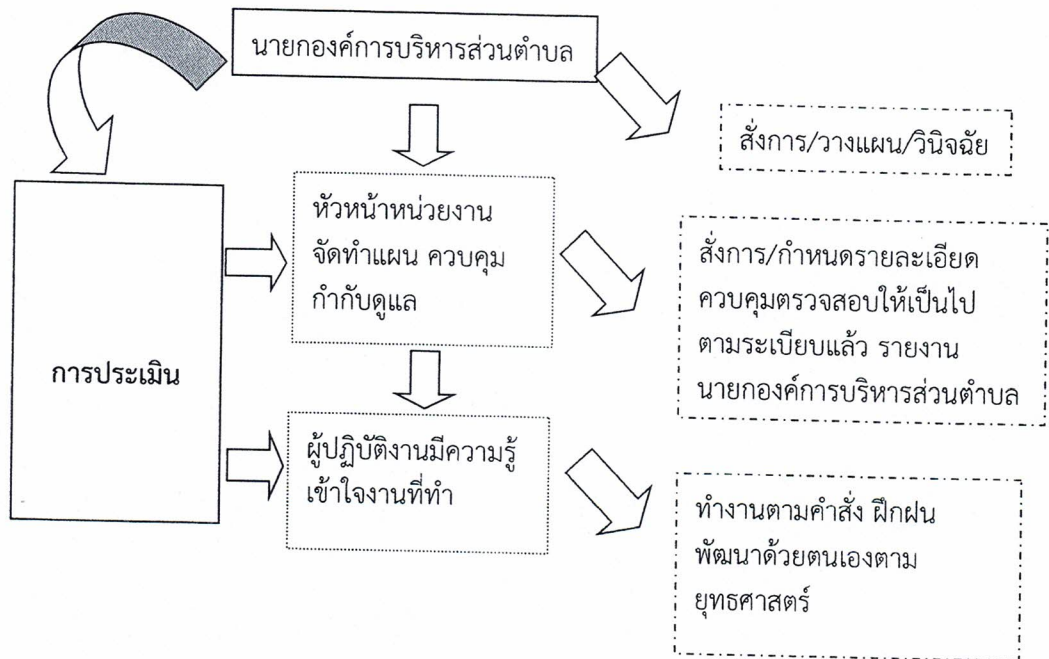 นายกองค์การบริหารส่วนตำบล
สั่งการ/วางแผน/วินิจฉัย
หัวหน้าหน่วยงาน
จัดทำแผน ควบคุม
กำกับดูแล
สั่งการ/กำหนดรายละเอียด
ควบคุมตรวจสอบให้เป็นไป
ตามระเบียบแล้ว รายงาน
นายกองค์การบริหารส่วนตำบล
การประเมิน
ผู้ปฏิบัติงานมีความรู้
เข้าใจงานที่ทำ
ทำงานตามคำสั่ง ฝึกฝน
พัฒนาด้วยตนเองตาม
ยุทธศาสตร์